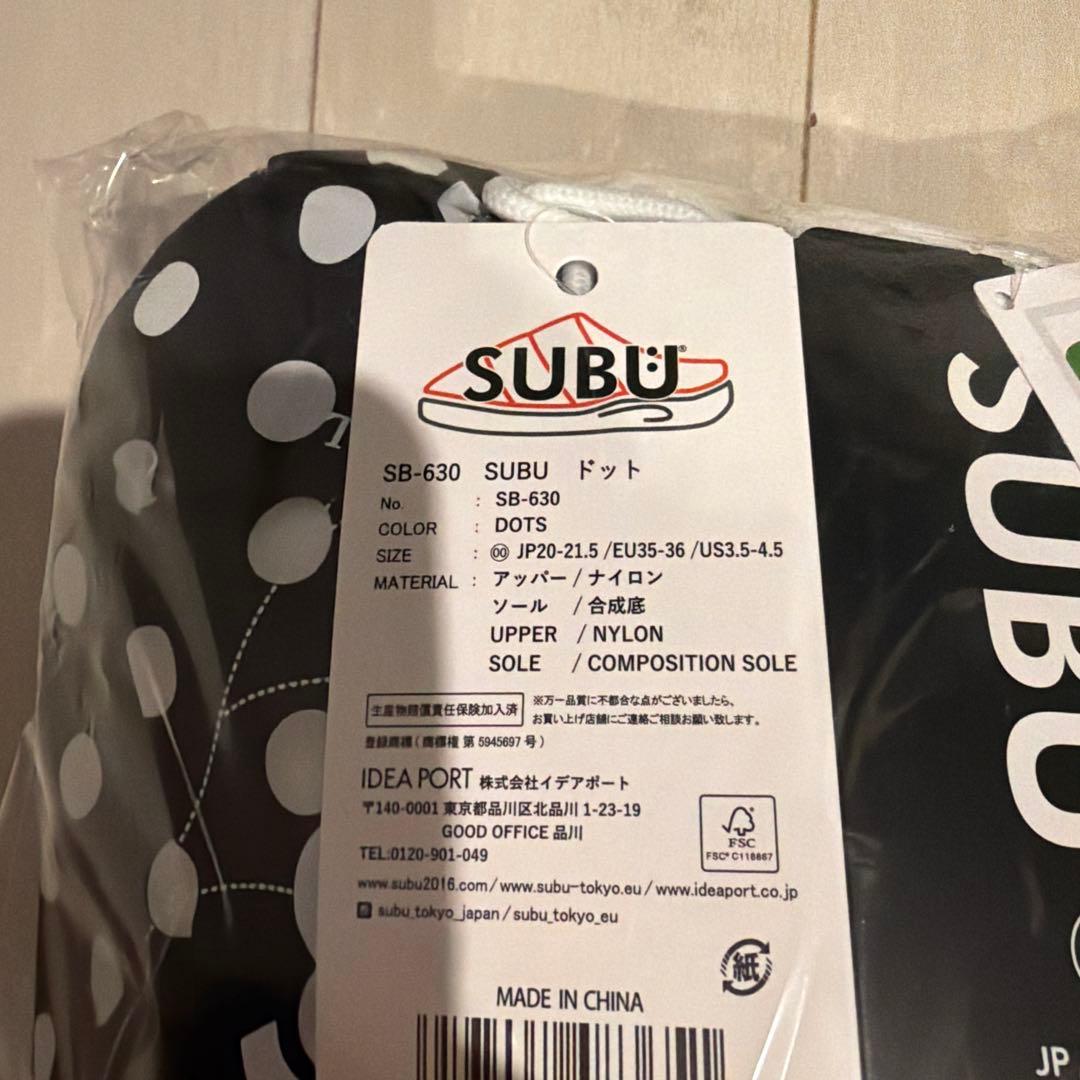 SUBU®
SB-630 SUBU ドット
No. : SB-630
COLOR : DOTS
SIZE : 00 JP20-21.5 /EU35-36 /US3.5-4.5
MATERIAL : アッパー / ナイロン
ソール / 合成底
UPPER / NYLON
SOLE / COMPOSITION SOLE
生産物賠償責任保険加入済
※万一品質に不都合な点がございましたら、
お買い上げ店舗にご連絡ご相談お願い致します。
登録商標 ( 商標権 第 5945697 号 )
IDEA PORT 株式会社イデアポート
〒140-0001 東京都品川区北品川 1-23-19
GOOD OFFICE 品川
TEL:0120-901-049
www.subu2016.com / www.subu-tokyo.eu / www.ideaport.co.jp
subu_tokyo_japan / subu_tokyo_eu
FSC
FSC® C118667
紙
MADE IN CHINA
SUBU
JP